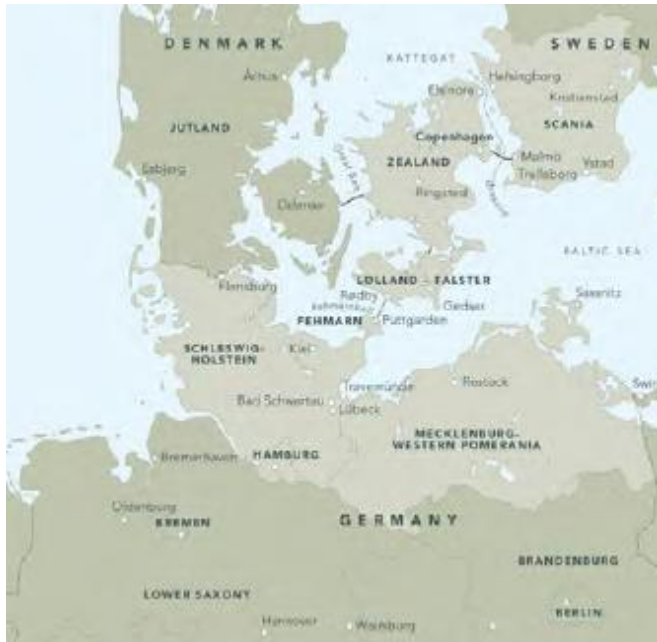 DENMARK
SWEDEN
KATTEGAT
Århus
Helsingborg
Elsinore
Kristiansted
JUTLAND
Copenhagen
SCANIA
Esbjerg
ZEALAND
Malmö
Ystad
Great Belt
Trelleborg
Odense
Ringsted
Øresund
BALTIC SEA
LOLLAND - FALSTER
Flensburg
Rødby
Gedser
Sassnitz
FEHMARN
Puttgarden
SCHLESWIG-
HOLSTEIN
Kiel
Travemünde
Rostock
Bad Schwartau
Lübeck
MECKLENBURG-
WESTERN POMERANIA
Bremerhaven
HAMBURG
Oldenburg
BREMEN
GERMANY
BRANDENBURG
LOWER SAXONY
BERLIN
Hannover